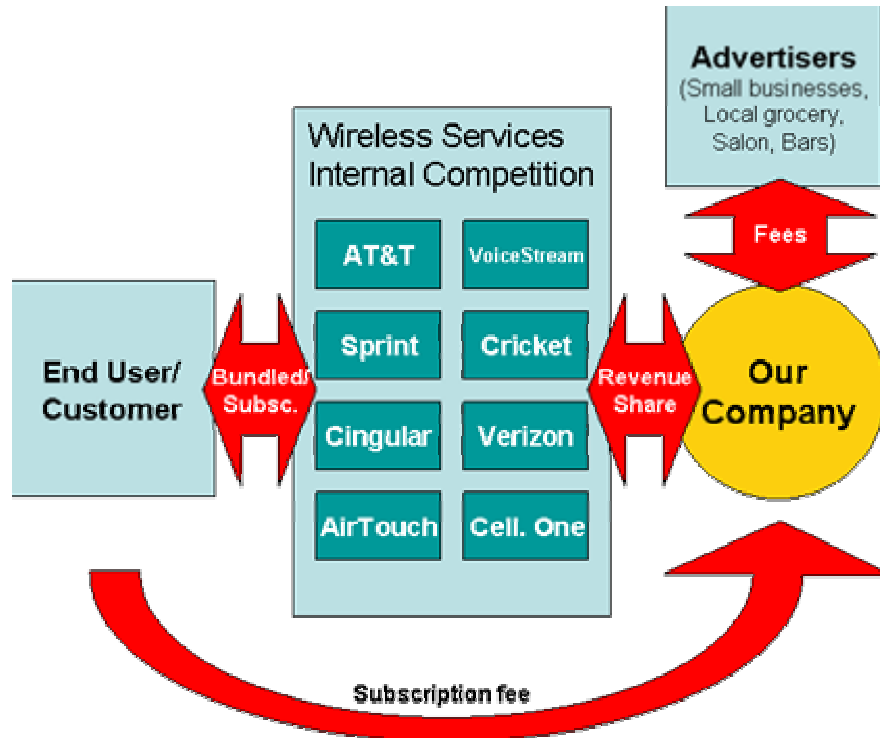 Advertisers
(Small businesses,
Local grocery,
Salon, Bars)
Wireless Services
Internal Competition
Fees
AT&T
VoiceStream
Sprint
Cricket
Cingular
Verizon
AirTouch
Cell. One
End User/
Customer
Bundled/
Subsc.
Revenue
Share
Our
Company
Subscription fee